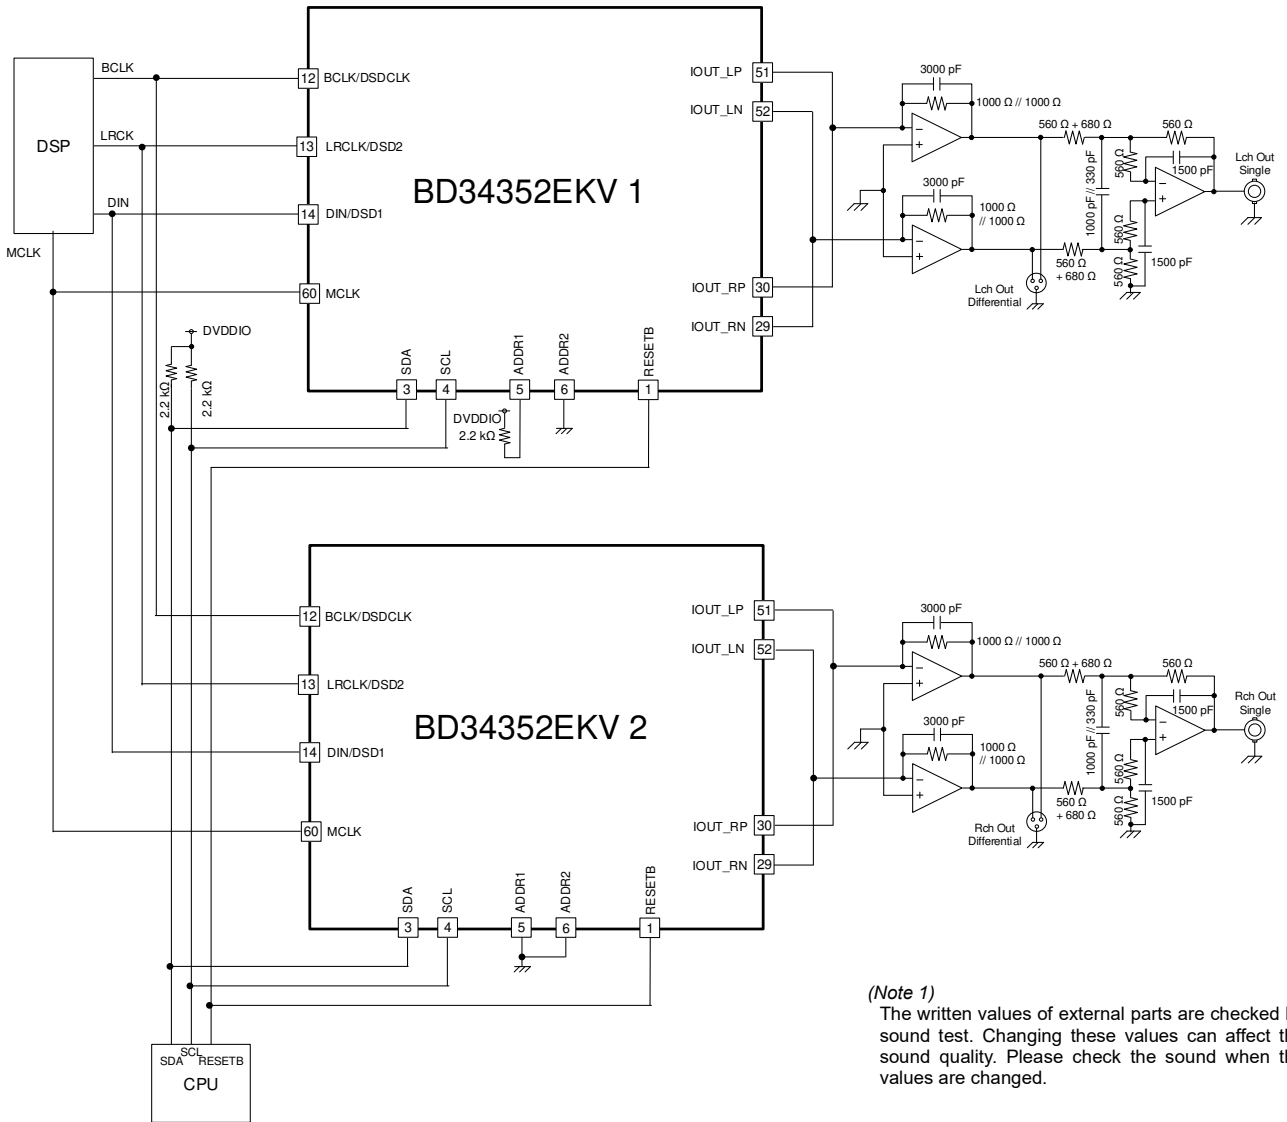 BCLK
DSP
LRCK
DIN
MCLK
12 BCLK/DSDCLK
13 LRCLK/DSD2
14 DIN/DSD1
60 MCLK
BD34352EKV 1
IOUT_LP 51
IOUT_LN 52
IOUT_RP 30
IOUT_RN 29
SDA
SCL
ADDR1
ADDR2
RESETB
3
4
5
6
1
DVDDIO
2.2 kΩ
2.2 kΩ
DVDDIO
2.2 kΩ
3000 pF
1000 Ω // 1000 Ω
3000 pF
1000 Ω
// 1000 Ω
560 Ω + 680 Ω
560 Ω
+ 680 Ω
1000 pF // 330 pF
560 Ω
560 Ω
1500 pF
560 Ω
560 Ω
1500 pF
Lch Out
Single
Lch Out
Differential
12 BCLK/DSDCLK
13 LRCLK/DSD2
14 DIN/DSD1
60 MCLK
BD34352EKV 2
IOUT_LP 51
IOUT_LN 52
IOUT_RP 30
IOUT_RN 29
SDA
SCL
ADDR1
ADDR2
RESETB
3
4
5
6
1
3000 pF
1000 Ω // 1000 Ω
3000 pF
1000 Ω
// 1000 Ω
560 Ω + 680 Ω
560 Ω
+ 680 Ω
1000 pF // 330 pF
560 Ω
560 Ω
1500 pF
560 Ω
560 Ω
1500 pF
Rch Out
Single
Rch Out
Differential
SDA
SCL
RESETB
CPU
(Note 1)
The written values of external parts are checked
sound test. Changing these values can affect
sound quality. Please check the sound when
values are changed.